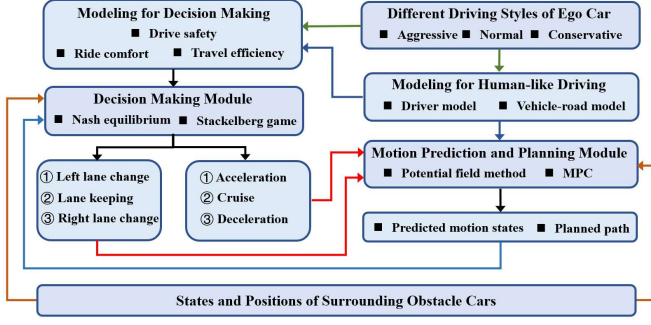 Modeling for Decision Making
■ Drive safety
■ Ride comfort ■ Travel efficiency
Different Driving Styles of Ego Car
■ Aggressive ■ Normal ■ Conservative
Decision Making Module
■ Nash equilibrium ■ Stackelberg game
Modeling for Human-like Driving
■ Driver model ■ Vehicle-road model
① Left lane change
② Lane keeping
③ Right lane change
① Acceleration
② Cruise
③ Deceleration
Motion Prediction and Planning Module
■ Potential field method ■ MPC
■ Predicted motion states ■ Planned path
States and Positions of Surrounding Obstacle Cars